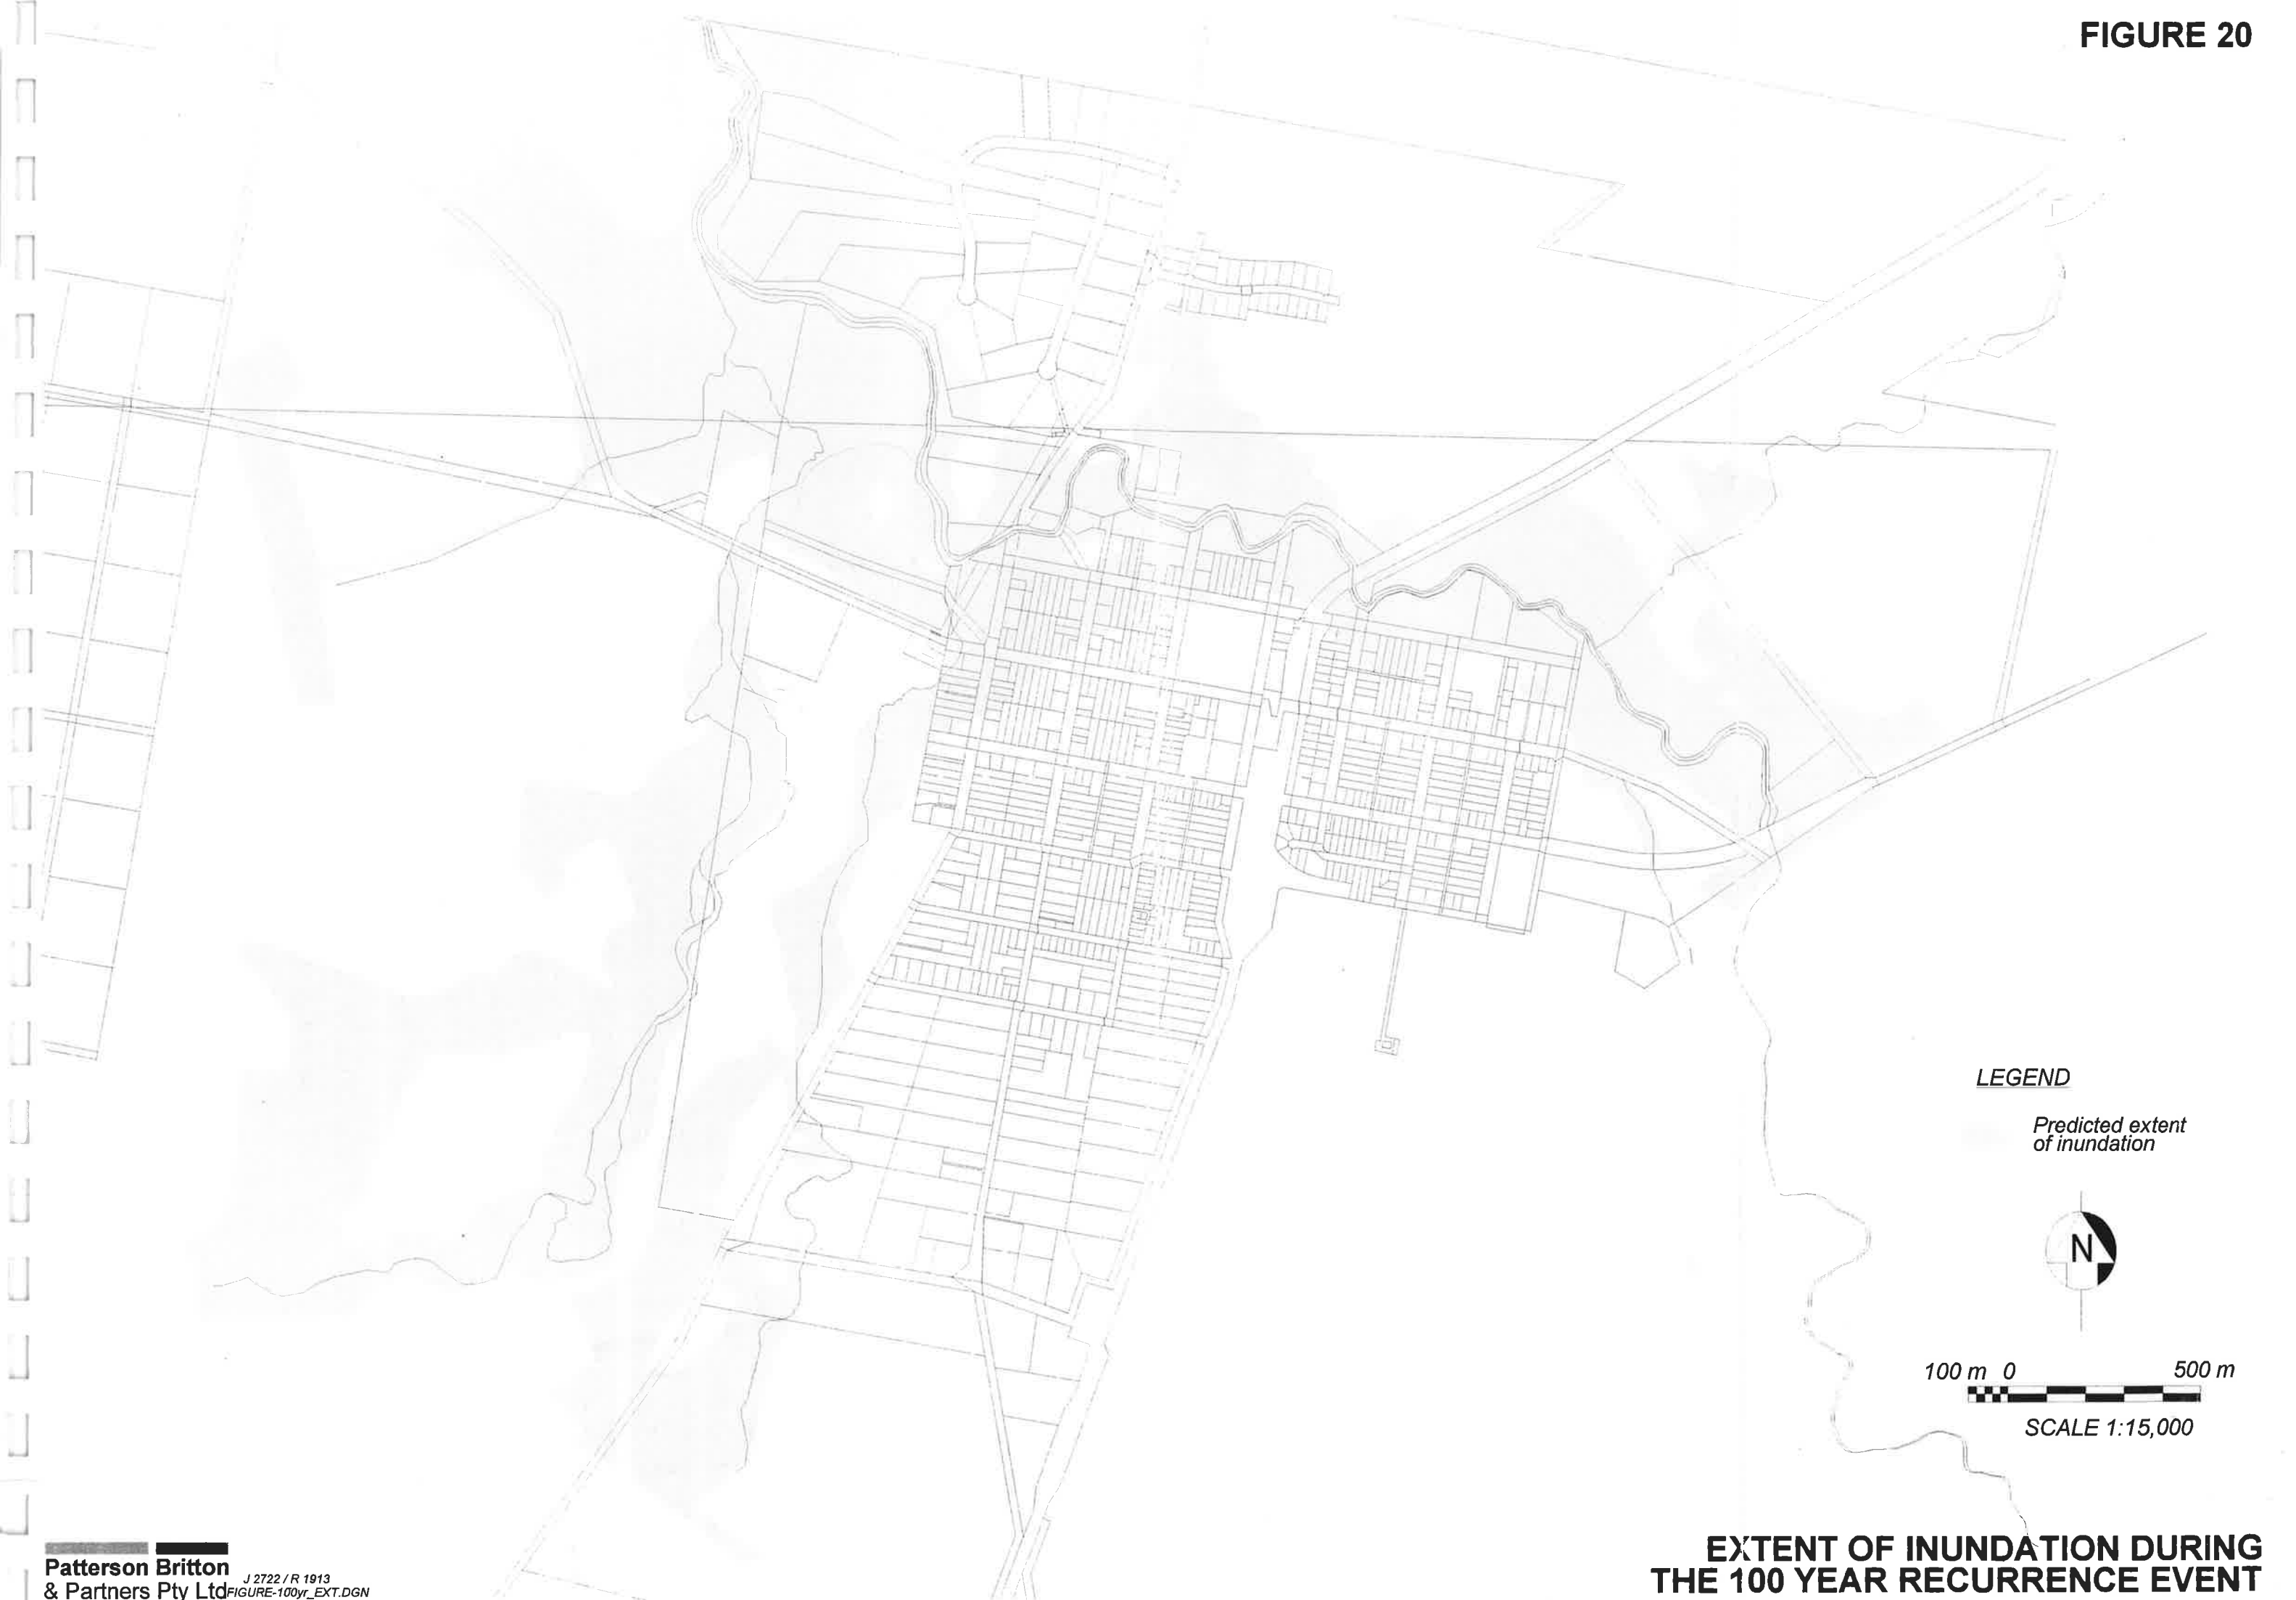 FIGURE 20
LEGEND
Predicted extent
of inundation
N
100 m 0 500 m
SCALE 1:15,000
EXTENT OF INUNDATION DURING
THE 100 YEAR RECURRENCE EVENT
Patterson Britton
& Partners Pty Ltd
J 2722 / R 1913
FIGURE-100yr_EXT.DGN